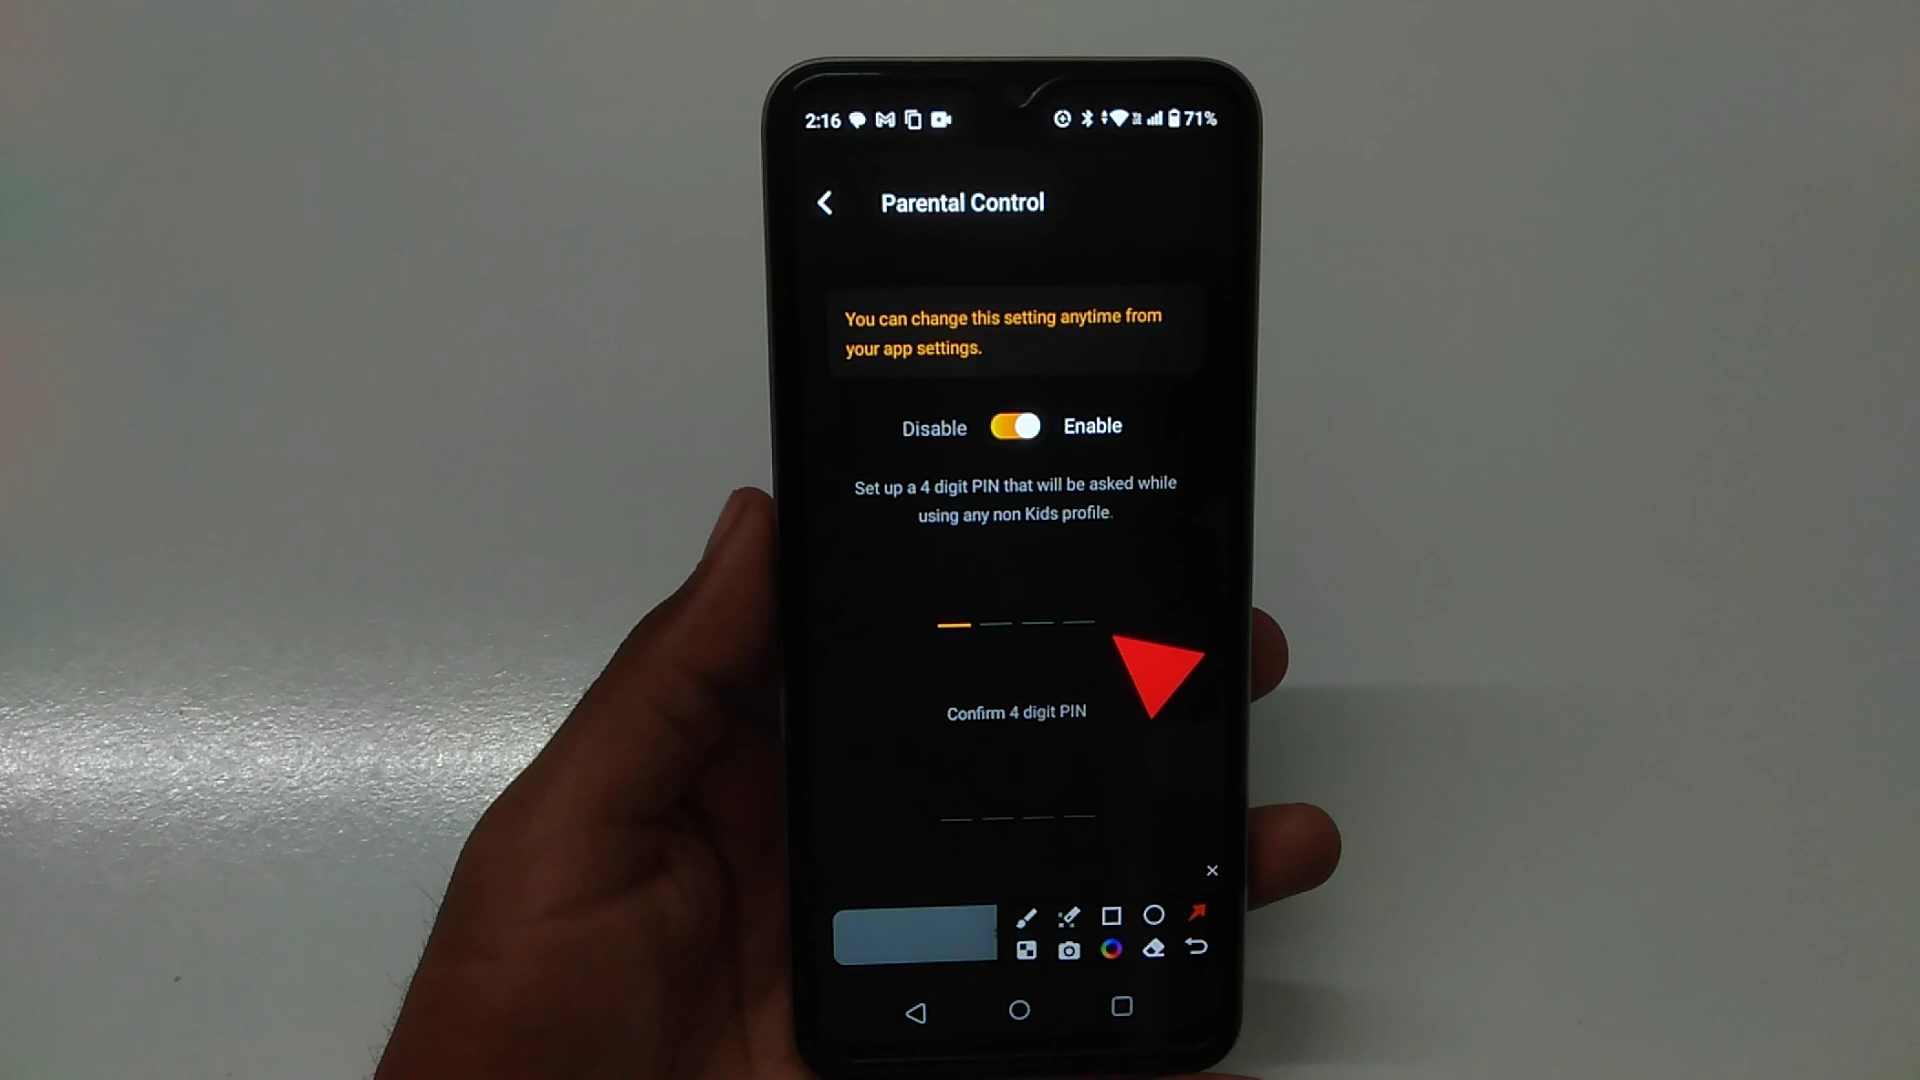 2:16
71%
Parental Control
You can change this setting anytime from
your app settings.
Disable
Enable
Set up a 4 digit PIN that will be asked while
using any non Kids profile.
Confirm 4 digit PIN